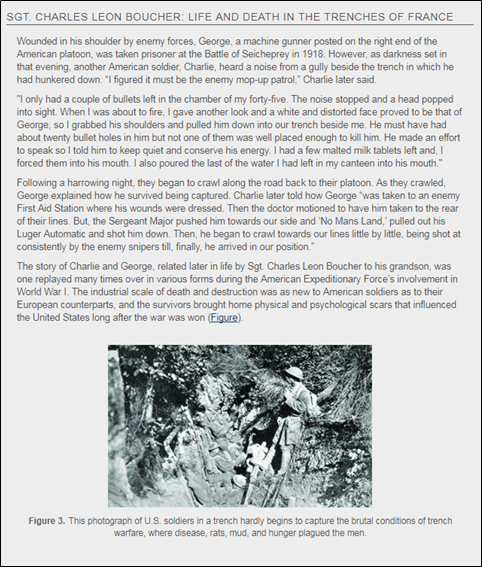 SGT. CHARLES LEON BOUCHER: LIFE AND DEATH IN THE TRENCHES OF FRANCE
Wounded in his shoulder by enemy forces, George, a machine gunner posted on the right end of the
American platoon, was taken prisoner at the Battle of Seicheprey in 1918. However, as darkness set in
that evening, another American soldier, Charlie, heard a noise from a gully beside the trench in which he
had hunkered down. “I figured it must be the enemy mop-up patrol,” Charlie later said.
"I only had a couple of bullets left in the chamber of my forty-five. The noise stopped and a head popped
into sight. When I was about to fire, I gave another look and a white and distorted face proved to be that of
George, so I grabbed his shoulders and pulled him down into our trench beside me. He must have had
about twenty bullet holes in him but not one of them was well placed enough to kill him. He made an effort
to speak so I told him to keep quiet and conserve his energy. I had a few malted milk tablets left and, I
forced them into his mouth. I also poured the last of the water I had left in my canteen into his mouth."
Following a harrowing night, they began to crawl along the road back to their platoon. As they crawled,
George explained how he survived being captured. Charlie later told how George “was taken to an enemy
First Aid Station where his wounds were dressed. Then the doctor motioned to have him taken to the rear
of their lines. But, the Sergeant Major pushed him towards our side and ‘No Mans Land,’ pulled out his
Luger Automatic and shot him down. Then, he began to crawl towards our lines little by little, being shot at
consistently by the enemy snipers till, finally, he arrived in our position.”
The story of Charlie and George, related later in life by Sgt. Charles Leon Boucher to his grandson, was
one replayed many times over in various forms during the American Expeditionary Force’s involvement in
World War I. The industrial scale of death and destruction was as new to American soldiers as to their
European counterparts, and the survivors brought home physical and psychological scars that influenced
the United States long after the war was won (Figure).
Figure 3. This photograph of U.S. soldiers in a trench hardly begins to capture the brutal conditions of trench
warfare, where disease, rats, mud, and hunger plagued the men.